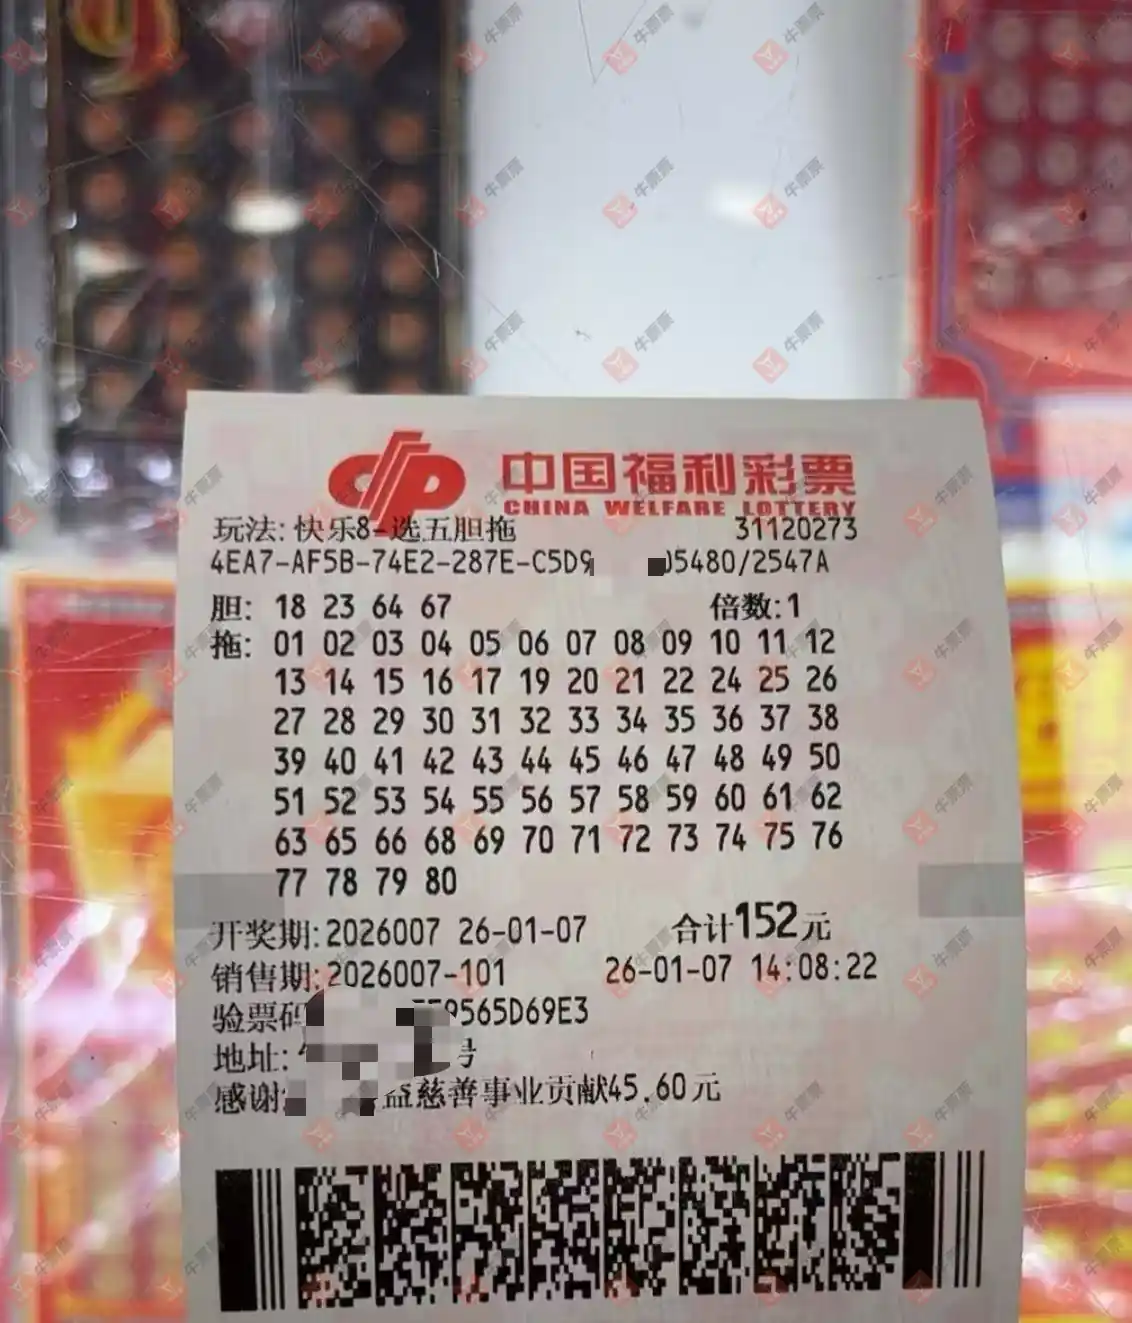 中国福利彩票
CHINA WELFARE LOTTERY
玩法: 快乐8-选五胆拖 31120273
4EA7-AF5B-74E2-287E-C5D9 05480/2547A
胆: 18 23 64 67 倍数:1
拖: 01 02 03 04 05 06 07 08 09 10 11 12
13 14 15 16 17 19 20 21 22 24 25 26
27 28 29 30 31 32 33 34 35 36 37 38
39 40 41 42 43 44 45 46 47 48 49 50
51 52 53 54 55 56 57 58 59 60 61 62
63 65 66 68 69 70 71 72 73 74 75 76
77 78 79 80
开奖期:2026007 26-01-07 合计152元
销售期:2026007-101 26-01-07 14:08:22
验票码 9565D69E3
地址: 号
感谢 益慈善事业贡献45.60元
牛票票